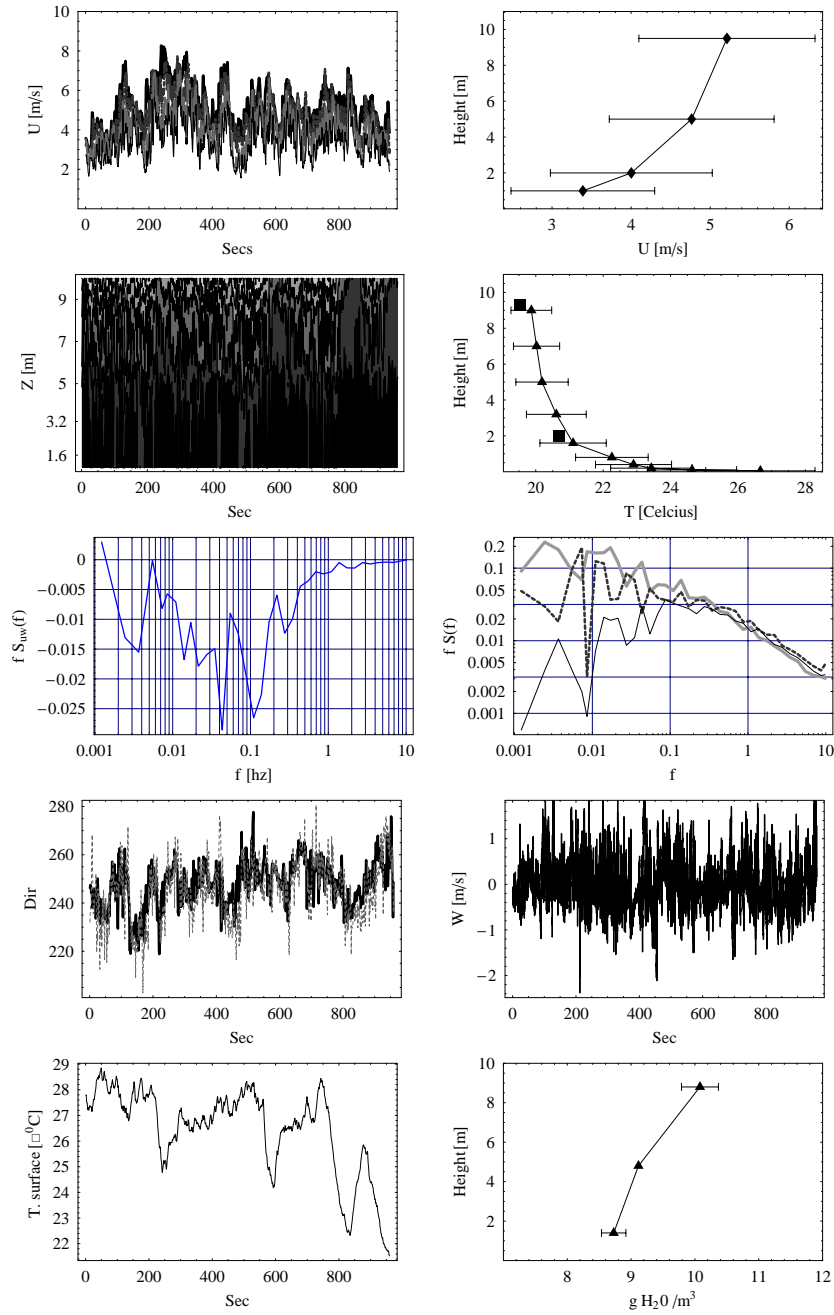 10
8
6
4
2
U [m/s]
0 200 400 600 800
Secs
10
8
6
4
2
Height [m]
3 4 5 6
U [m/s]
9
7
5
3.2
1.6
Z [m]
0 200 400 600 800
Sec
10
8
6
4
2
Height [m]
20 22 24 26 28
T [Celcius]
0
−0.005
−0.01
−0.015
−0.02
−0.025
f Suw(f)
0.001 0.01 0.1 1 10
f [hz]
0.2
0.1
0.05
0.01
0.005
0.002
0.001
f S(f)
0.001 0.01 0.1 1 10
f
280
260
240
220
Dir
0 200 400 600 800
Sec
1
0
−1
−2
W [m/s]
0 200 400 600 800
Sec
29
28
27
26
25
24
23
22
T. surface [□⁰C]
0 200 400 600 800
Sec
10
8
6
4
2
Height [m]
8 9 10 11 12
g H₂0 /m³